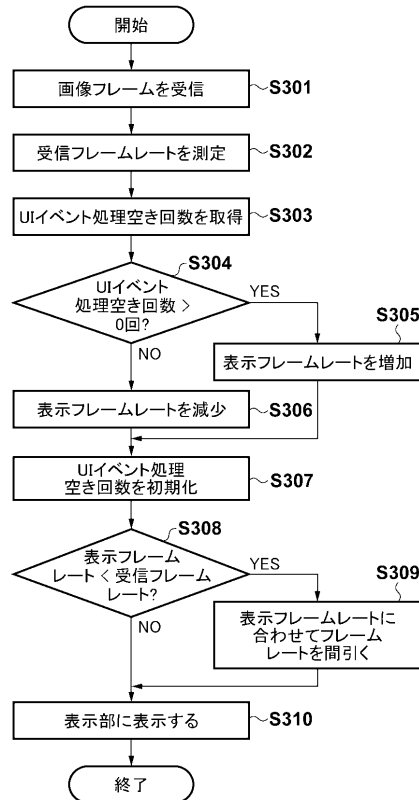 開始
画像フレームを受信
S301
受信フレームレートを測定
S302
UIイベント処理空き回数を取得
S303
S304
UIイベント
処理空き回数 >
0回?
YES
NO
S305
表示フレームレートを増加
表示フレームレートを減少
S306
UIイベント処理
空き回数を初期化
S307
S308
表示フレーム
レート < 受信フレーム
レート?
YES
NO
S309
表示フレームレートに
合わせてフレーム
レートを間引く
表示部に表示する
S310
終了